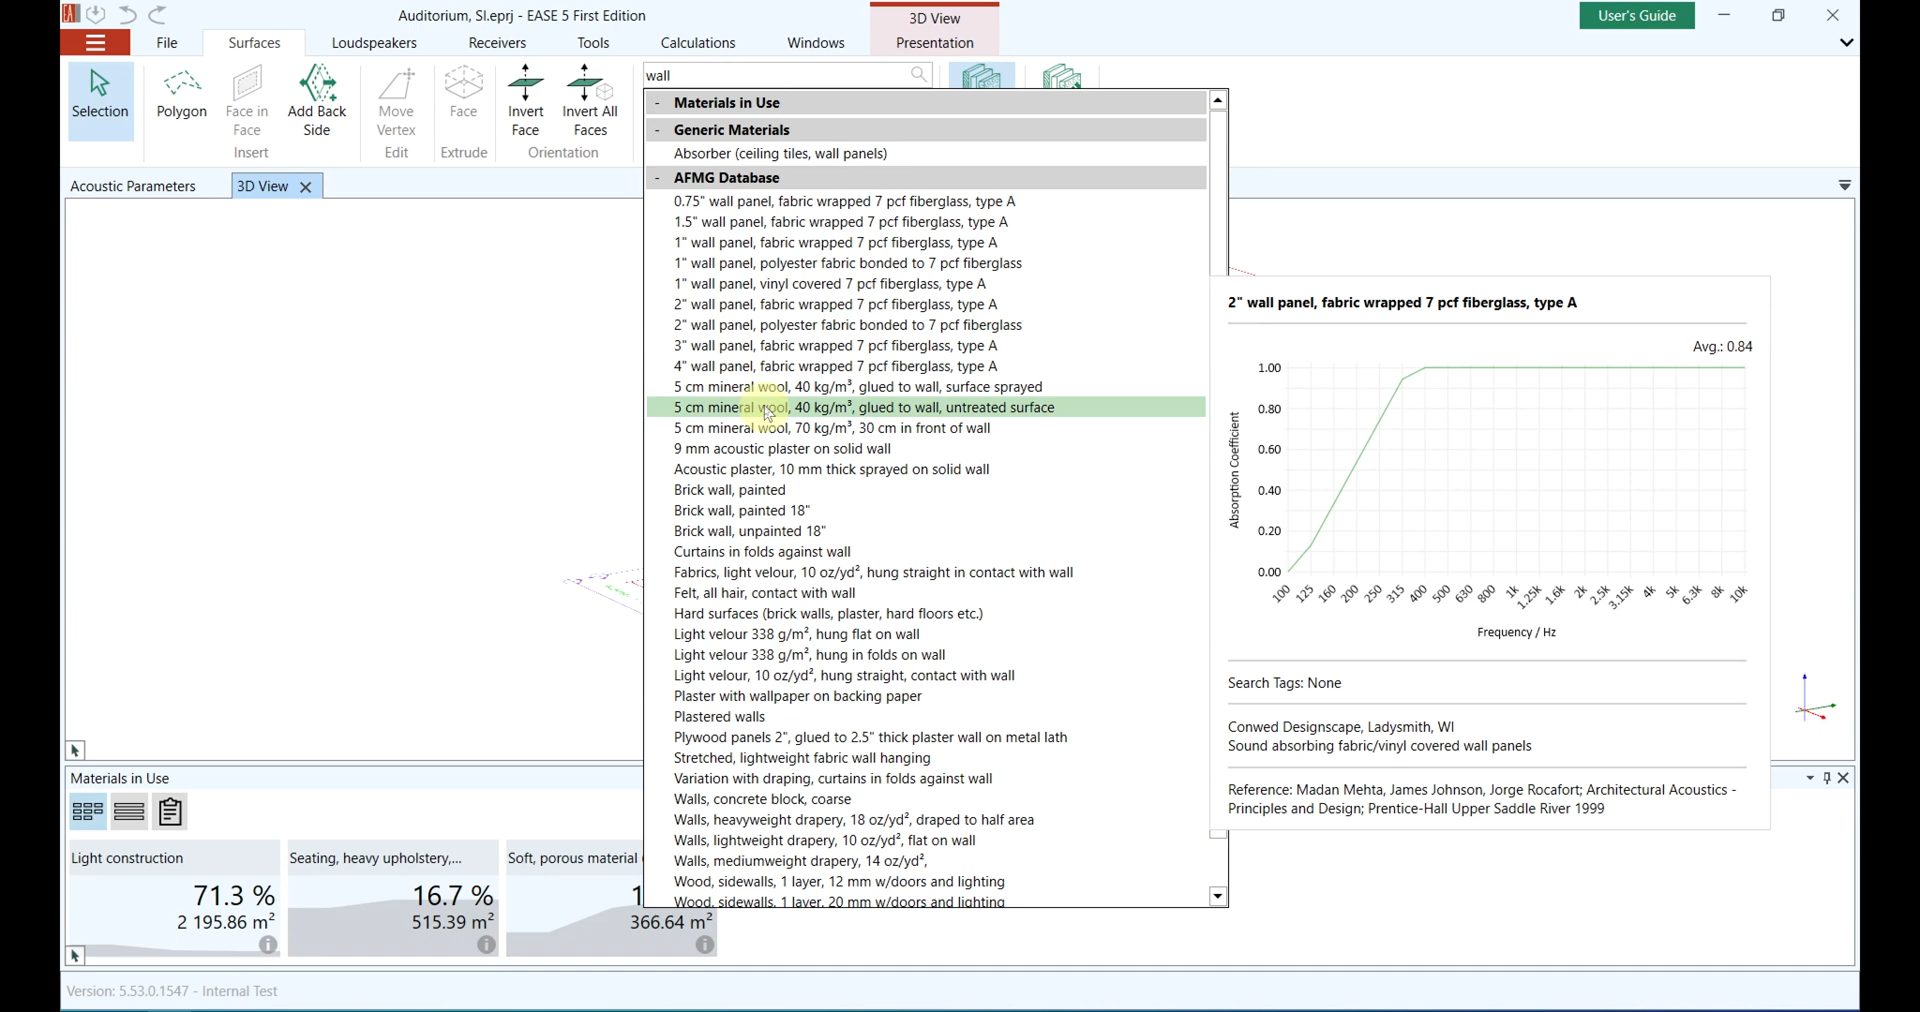 EA
Auditorium, SI.eprj - EASE 5 First Edition
3D View
User's Guide
File
Surfaces
Loudspeakers
Receivers
Tools
Calculations
Windows
Presentation
Selection
Polygon
Face in
Face
Add Back
Side
Insert
Move
Vertex
Edit
Face
Extrude
Invert
Face
Invert All
Faces
Orientation
wall
Acoustic Parameters
3D View
- Materials in Use
- Generic Materials
Absorber (ceiling tiles, wall panels)
- AFMG Database
0.75" wall panel, fabric wrapped 7 pcf fiberglass, type A
1.5" wall panel, fabric wrapped 7 pcf fiberglass, type A
1" wall panel, fabric wrapped 7 pcf fiberglass, type A
1" wall panel, polyester fabric bonded to 7 pcf fiberglass
1" wall panel, vinyl covered 7 pcf fiberglass, type A
2" wall panel, fabric wrapped 7 pcf fiberglass, type A
2" wall panel, polyester fabric bonded to 7 pcf fiberglass
3" wall panel, fabric wrapped 7 pcf fiberglass, type A
4" wall panel, fabric wrapped 7 pcf fiberglass, type A
5 cm mineral wool, 40 kg/m³, glued to wall, surface sprayed
5 cm mineral wool, 40 kg/m³, glued to wall, untreated surface
5 cm mineral wool, 70 kg/m³, 30 cm in front of wall
9 mm acoustic plaster on solid wall
Acoustic plaster, 10 mm thick sprayed on solid wall
Brick wall, painted
Brick wall, painted 18"
Brick wall, unpainted 18"
Curtains in folds against wall
Fabrics, light velour, 10 oz/yd², hung straight in contact with wall
Felt, all hair, contact with wall
Hard surfaces (brick walls, plaster, hard floors etc.)
Light velour 338 g/m², hung flat on wall
Light velour 338 g/m², hung in folds on wall
Light velour, 10 oz/yd², hung straight, contact with wall
Plaster with wallpaper on backing paper
Plastered walls
Plywood panels 2", glued to 2.5" thick plaster wall on metal lath
Stretched, lightweight fabric wall hanging
Variation with draping, curtains in folds against wall
Walls, concrete block, coarse
Walls, heavyweight drapery, 18 oz/yd², draped to half area
Walls, lightweight drapery, 10 oz/yd², flat on wall
Walls, mediumweight drapery, 14 oz/yd²,
Wood, sidewalls, 1 layer, 12 mm w/doors and lighting
Wood, sidewalls, 1 layer, 20 mm w/doors and lighting
2" wall panel, fabric wrapped 7 pcf fiberglass, type A
Avg.: 0.84
Absorption Coefficient
1.00
0.80
0.60
0.40
0.20
0.00
100 125 160 200 250 315 400 500 630 800 1k 1.25k 1.6k 2k 2.5k 3.15k 4k 5k 6.3k 8k 10k
Frequency / Hz
Search Tags: None
Conwed Designscape, Ladysmith, WI
Sound absorbing fabric/vinyl covered wall panels
Reference: Madan Mehta, James Johnson, Jorge Rocafort; Architectural Acoustics -
Principles and Design; Prentice-Hall Upper Saddle River 1999
Materials in Use
Light construction
71.3 %
2 195.86 m²
Seating, heavy upholstery,...
16.7 %
515.39 m²
Soft, porous material
1
366.64 m²
Version: 5.53.0.1547 - Internal Test